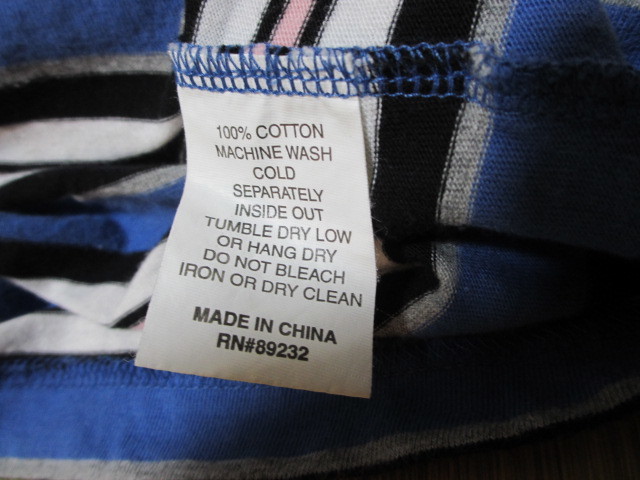 100% COTTON
MACHINE WASH
COLD
SEPARATELY
INSIDE OUT
TUMBLE DRY LOW
OR HANG DRY
DO NOT BLEACH
IRON OR DRY CLEAN
MADE IN CHINA
RN#89232